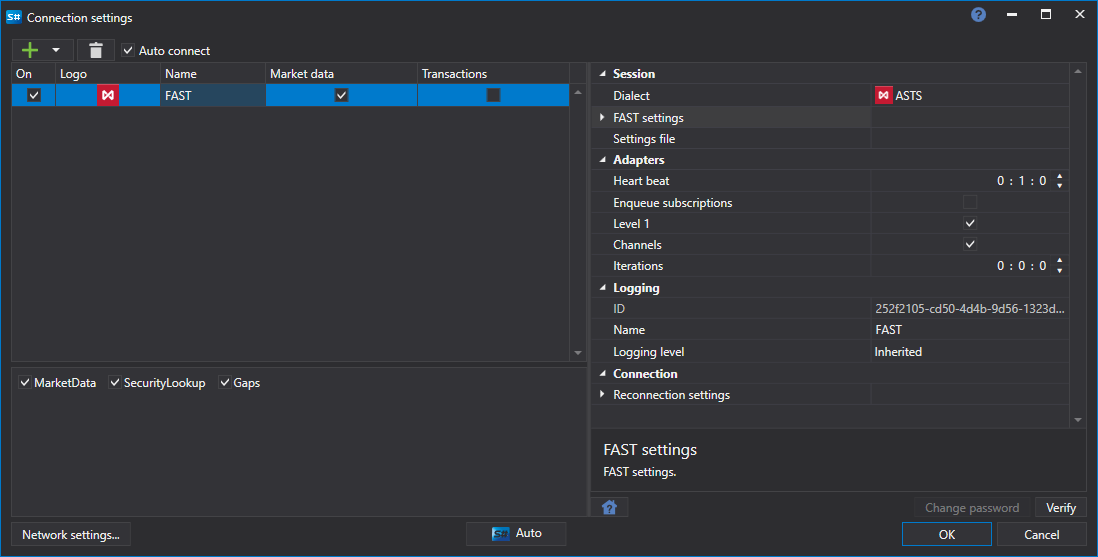 S# Connection settings ?
Auto connect
On Logo Name Market data Transactions
FAST
MarketData SecurityLookup Gaps
Session
Dialect ASTS
FAST settings
Settings file
Adapters
Heart beat 0 : 1 : 0
Enqueue subscriptions
Level 1
Channels
Iterations 0 : 0 : 0
Logging
ID 252f2105-cd50-4d4b-9d56-1323d...
Name FAST
Logging level Inherited
Connection
Reconnection settings
FAST settings
FAST settings.
? Change password Verify
Network settings... S# Auto OK Cancel